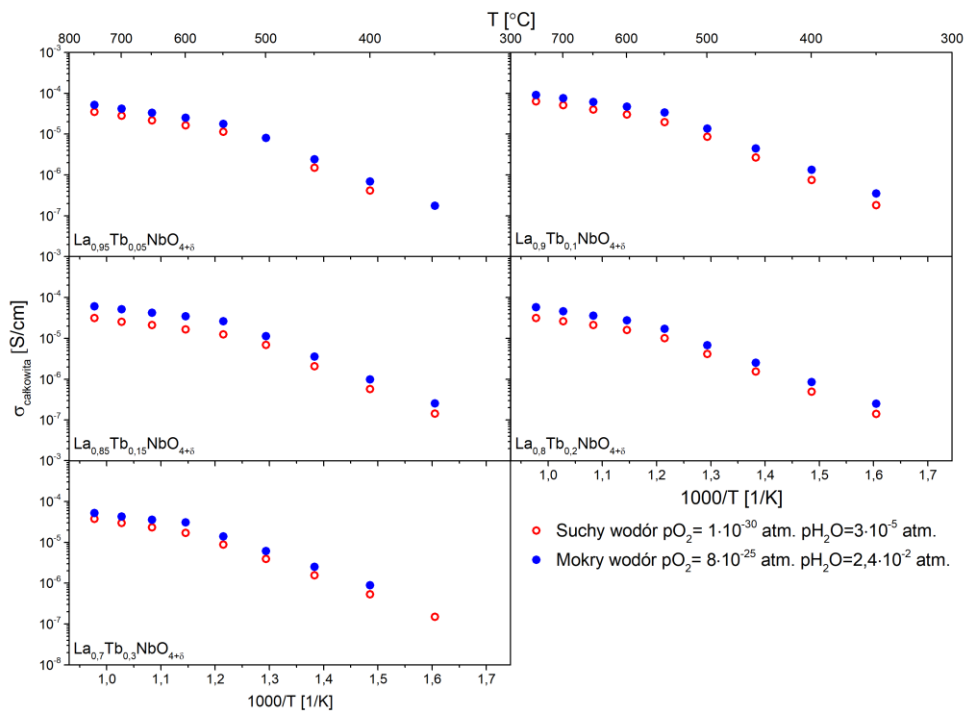 T [°C]
800 700 600 500 400 300
700 600 500 400 300
10⁻³
10⁻⁴
10⁻⁵
10⁻⁶
10⁻⁷
La₀,₉₅Tb₀,₀₅NbO₄₊δ
La₀,₉Tb₀,₁NbO₄₊δ
10⁻³
10⁻⁴
10⁻⁵
10⁻⁶
10⁻⁷
σcałkowita [S/cm]
La₀,₈₅Tb₀,₁₅NbO₄₊δ
La₀,₈Tb₀,₂NbO₄₊δ
10⁻³
1,0 1,1 1,2 1,3 1,4 1,5 1,6 1,7
1000/T [1/K]
10⁻⁴
10⁻⁵
10⁻⁶
10⁻⁷
10⁻⁸
La₀,₇Tb₀,₃NbO₄₊δ
1,0 1,1 1,2 1,3 1,4 1,5 1,6 1,7
1000/T [1/K]
Suchy wodór pO₂= 1·10⁻³⁰ atm. pH₂O=3·10⁻⁵ atm.
Mokry wodór pO₂= 8·10⁻²⁵ atm. pH₂O=2,4·10⁻² atm.